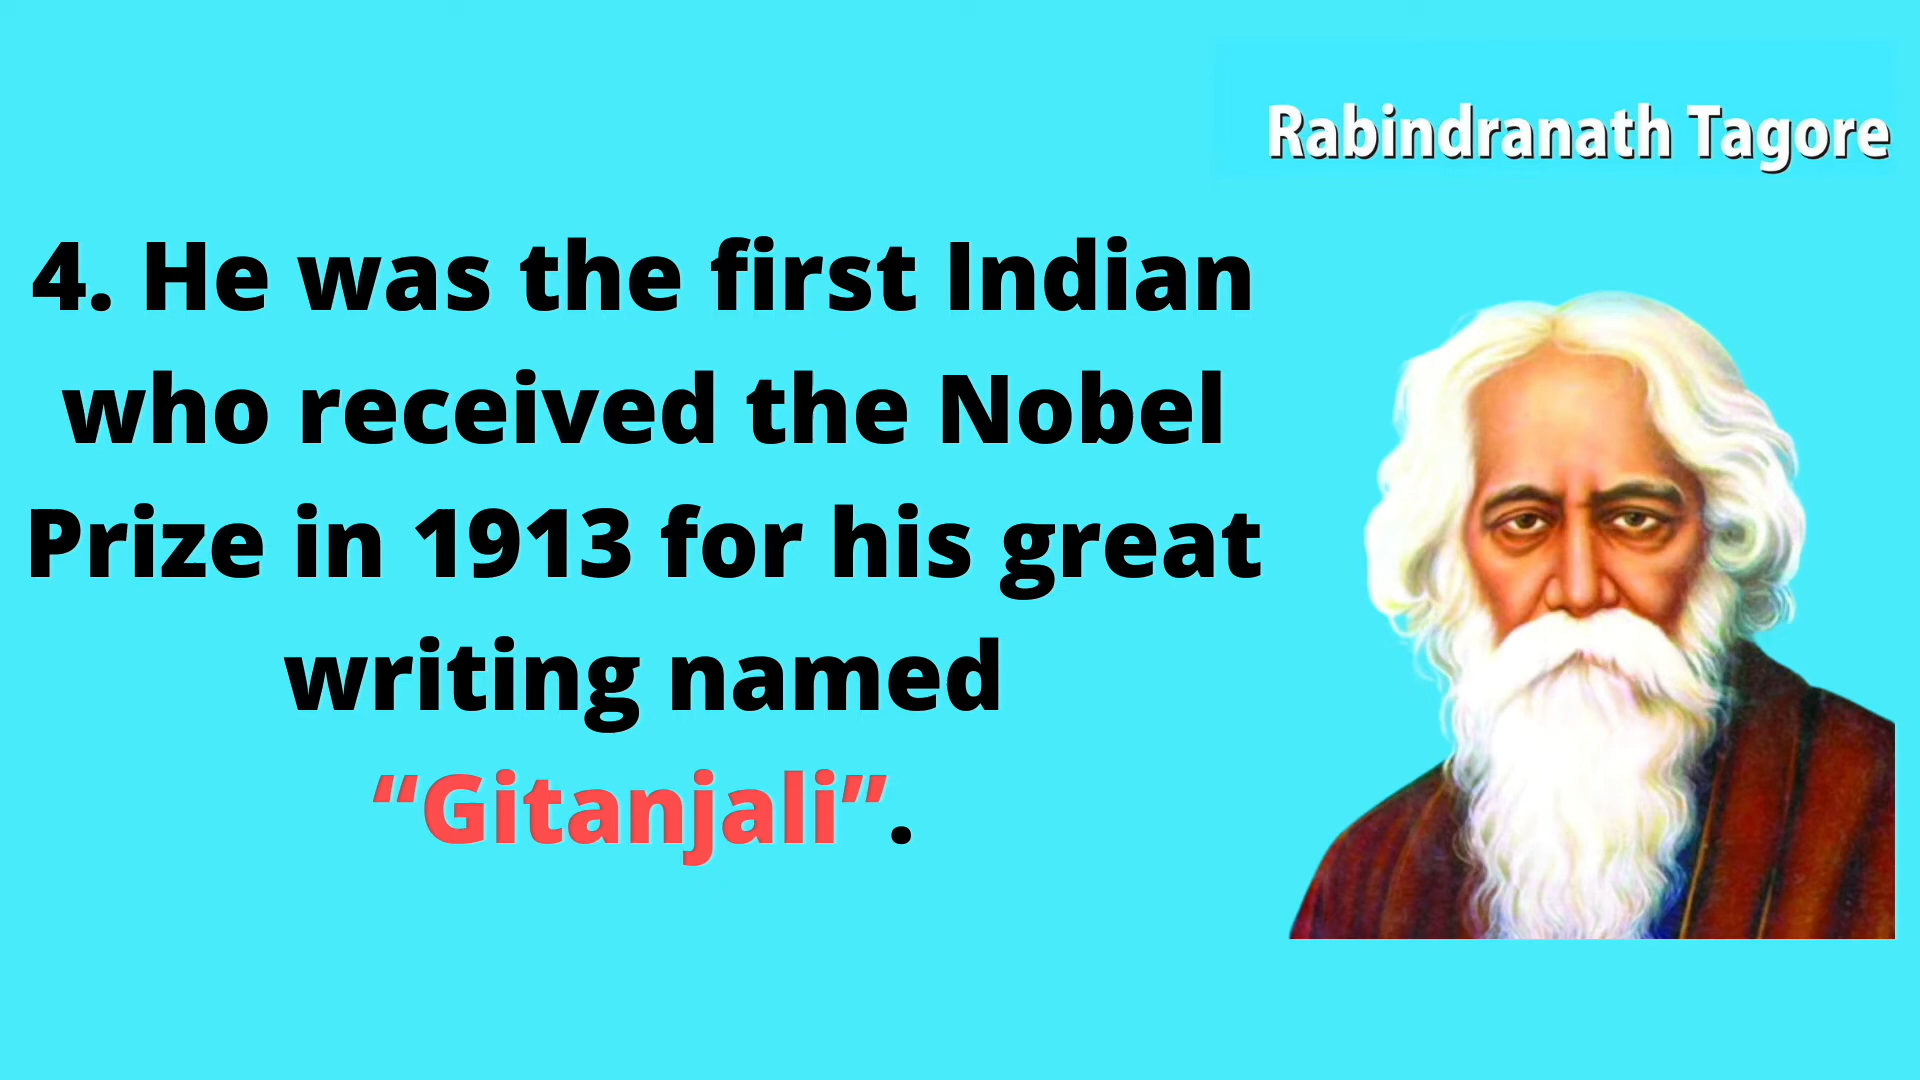 Rabindranath Tagore
4. He was the first Indian
who received the Nobel
Prize in 1913 for his great
writing named
“Gitanjali”.